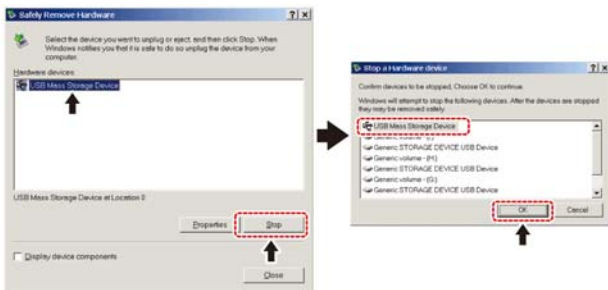 Safely Remove Hardware
Select the device you want to unplug or eject, and then click Stop. When
Windows notifies you that it is safe to do so unplug the device from your
computer.
Hardware devices:
USB Mass Storage Device
USB Mass Storage Device at Location 0
Properties
Stop
Display device components
Close
Stop a Hardware device
Confirm devices to be stopped, Choose OK to continue.
Windows will attempt to stop the following devices. After the devices are stopped
they may be removed safely.
USB Mass Storage Device
Generic volume -
Generic STORAGE DEVICE USB Device
Generic volume - (H:)
Generic STORAGE DEVICE USB Device
Generic volume - (G:)
Generic STORAGE DEVICE USB Device
OK
Cancel